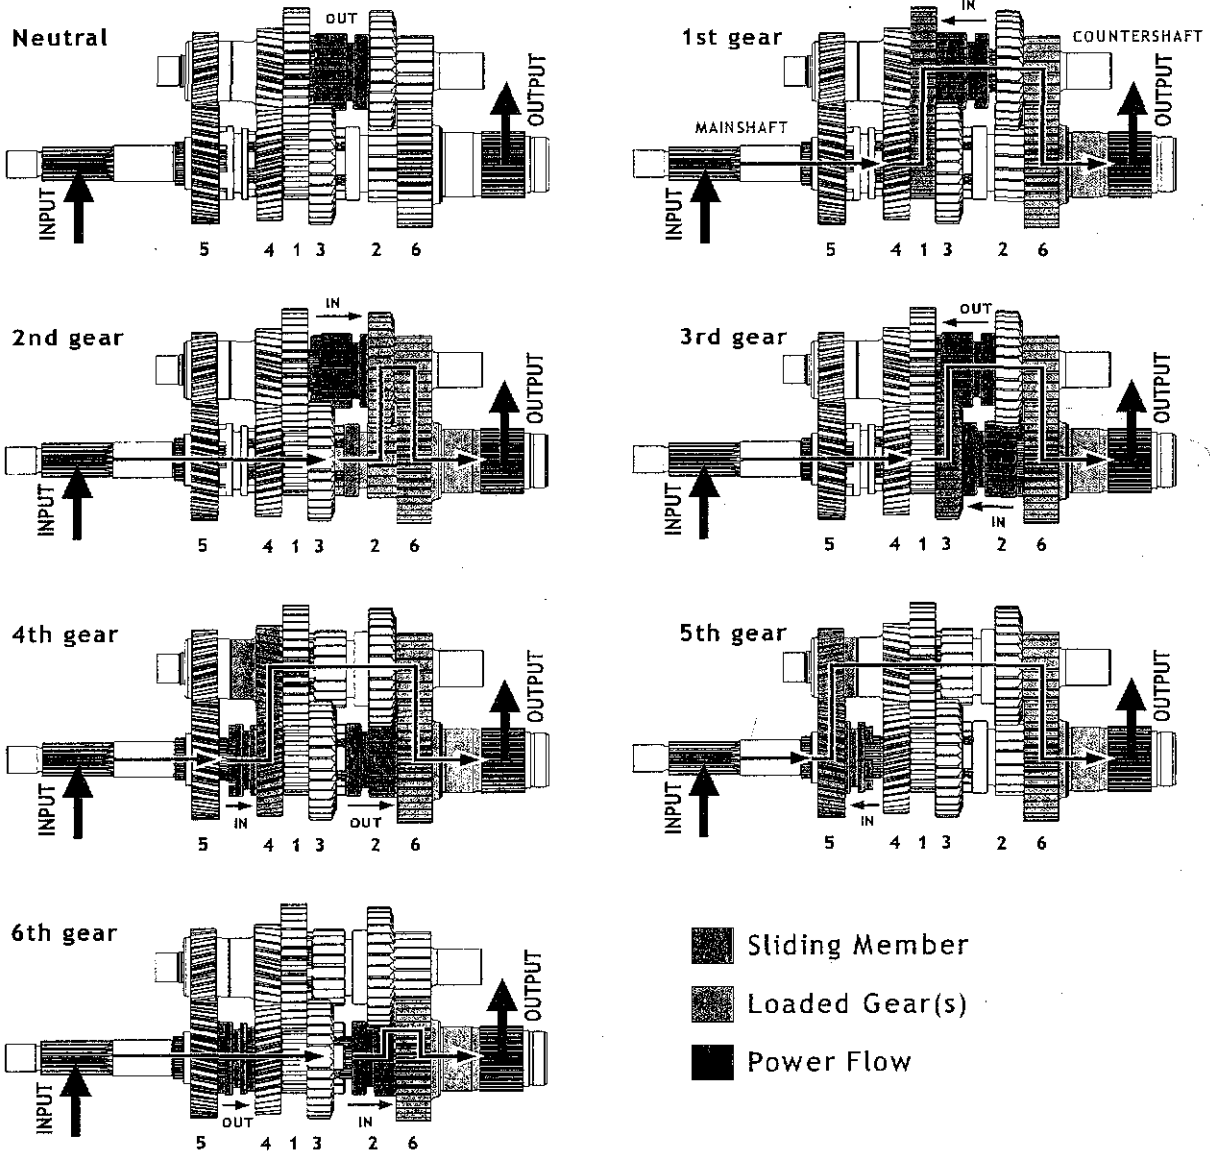 Neutral
OUT
INPUT
OUTPUT
5 4 1 3 2 6
1st gear
IN
COUNTERSHAFT
MAINSHAFT
INPUT
OUTPUT
5 4 1 3 2 6
2nd gear
IN
INPUT
OUTPUT
5 4 1 3 2 6
3rd gear
OUT
INPUT
OUTPUT
IN
5 4 1 3 2 6
4th gear
INPUT
OUTPUT
IN OUT
5 4 1 3 2 6
5th gear
INPUT
OUTPUT
IN
5 4 1 3 2 6
6th gear
INPUT
OUTPUT
OUT IN
5 4 1 3 2 6
Sliding Member
Loaded Gear(s)
Power Flow